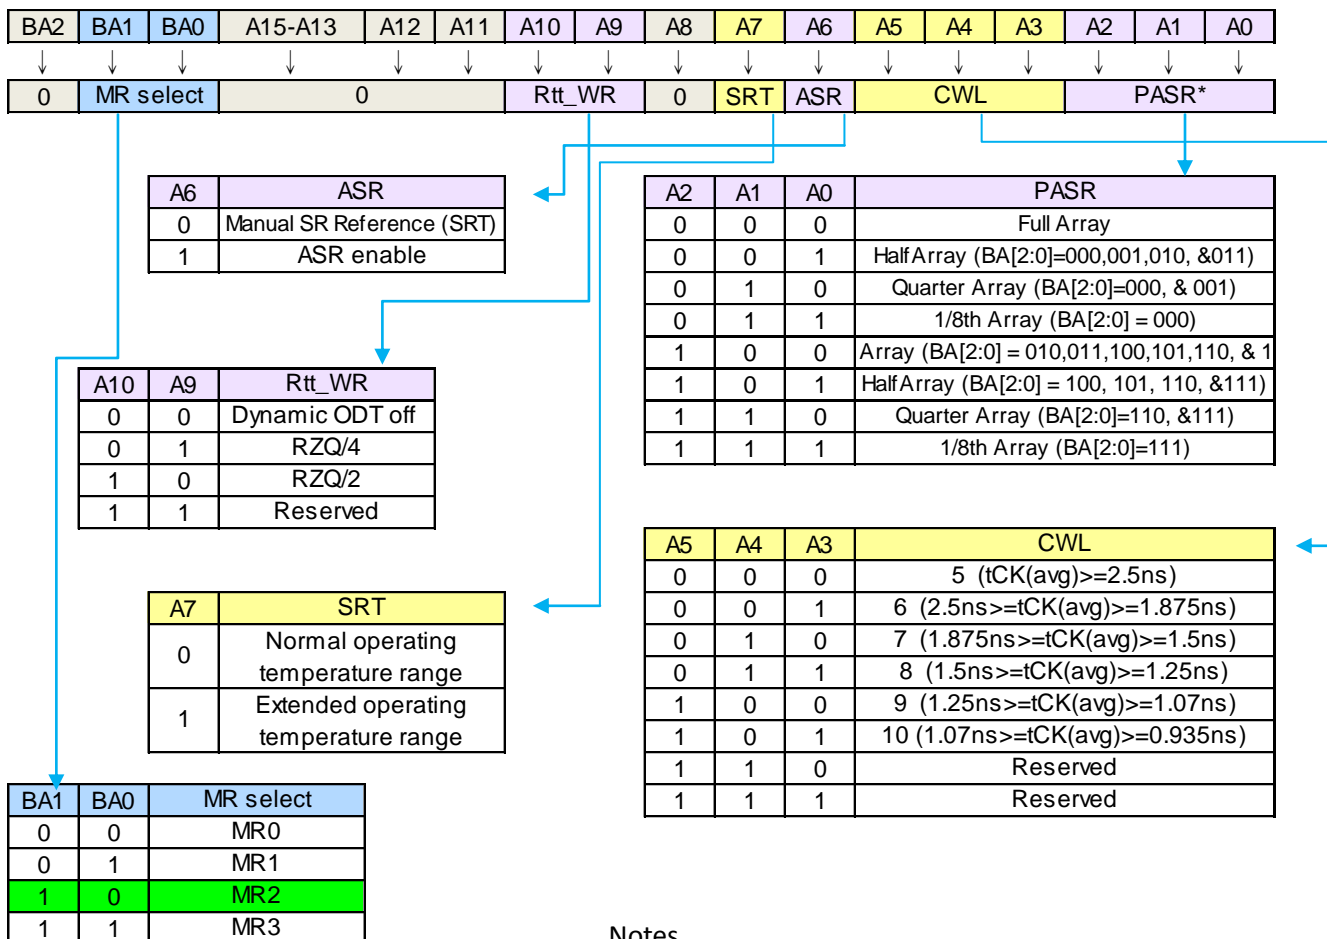 BA2 BA1 BA0 A15-A13 A12 A11 A10 A9 A8 A7 A6 A5 A4 A3 A2 A1 A0
0 MR select 0 Rtt_WR 0 SRT ASR CWL PASR*
A6 ASR
0 Manual SR Reference (SRT)
1 ASR enable
A2 A1 A0 PASR
0 0 0 Full Array
0 0 1 Half Array (BA[2:0]=000,001,010, &011)
0 1 0 Quarter Array (BA[2:0]=000, & 001)
0 1 1 1/8th Array (BA[2:0] = 000)
1 0 0 Array (BA[2:0] = 010,011,100,101,110, & 1
1 0 1 Half Array (BA[2:0] = 100, 101, 110, &111)
1 1 0 Quarter Array (BA[2:0]=110, &111)
1 1 1 1/8th Array (BA[2:0]=111)
A10 A9 Rtt_WR
0 0 Dynamic ODT off
0 1 RZQ/4
1 0 RZQ/2
1 1 Reserved
A5 A4 A3 CWL
0 0 0 5 (tCK(avg)>=2.5ns)
0 0 1 6 (2.5ns>=tCK(avg)>=1.875ns)
0 1 0 7 (1.875ns>=tCK(avg)>=1.5ns)
0 1 1 8 (1.5ns>=tCK(avg)>=1.25ns)
1 0 0 9 (1.25ns>=tCK(avg)>=1.07ns)
1 0 1 10 (1.07ns>=tCK(avg)>=0.935ns)
1 1 0 Reserved
1 1 1 Reserved
A7 SRT
0 Normal operating
temperature range
1 Extended operating
temperature range
BA1 BA0 MR select
0 0 MR0
0 1 MR1
1 0 MR2
1 1 MR3
Notes